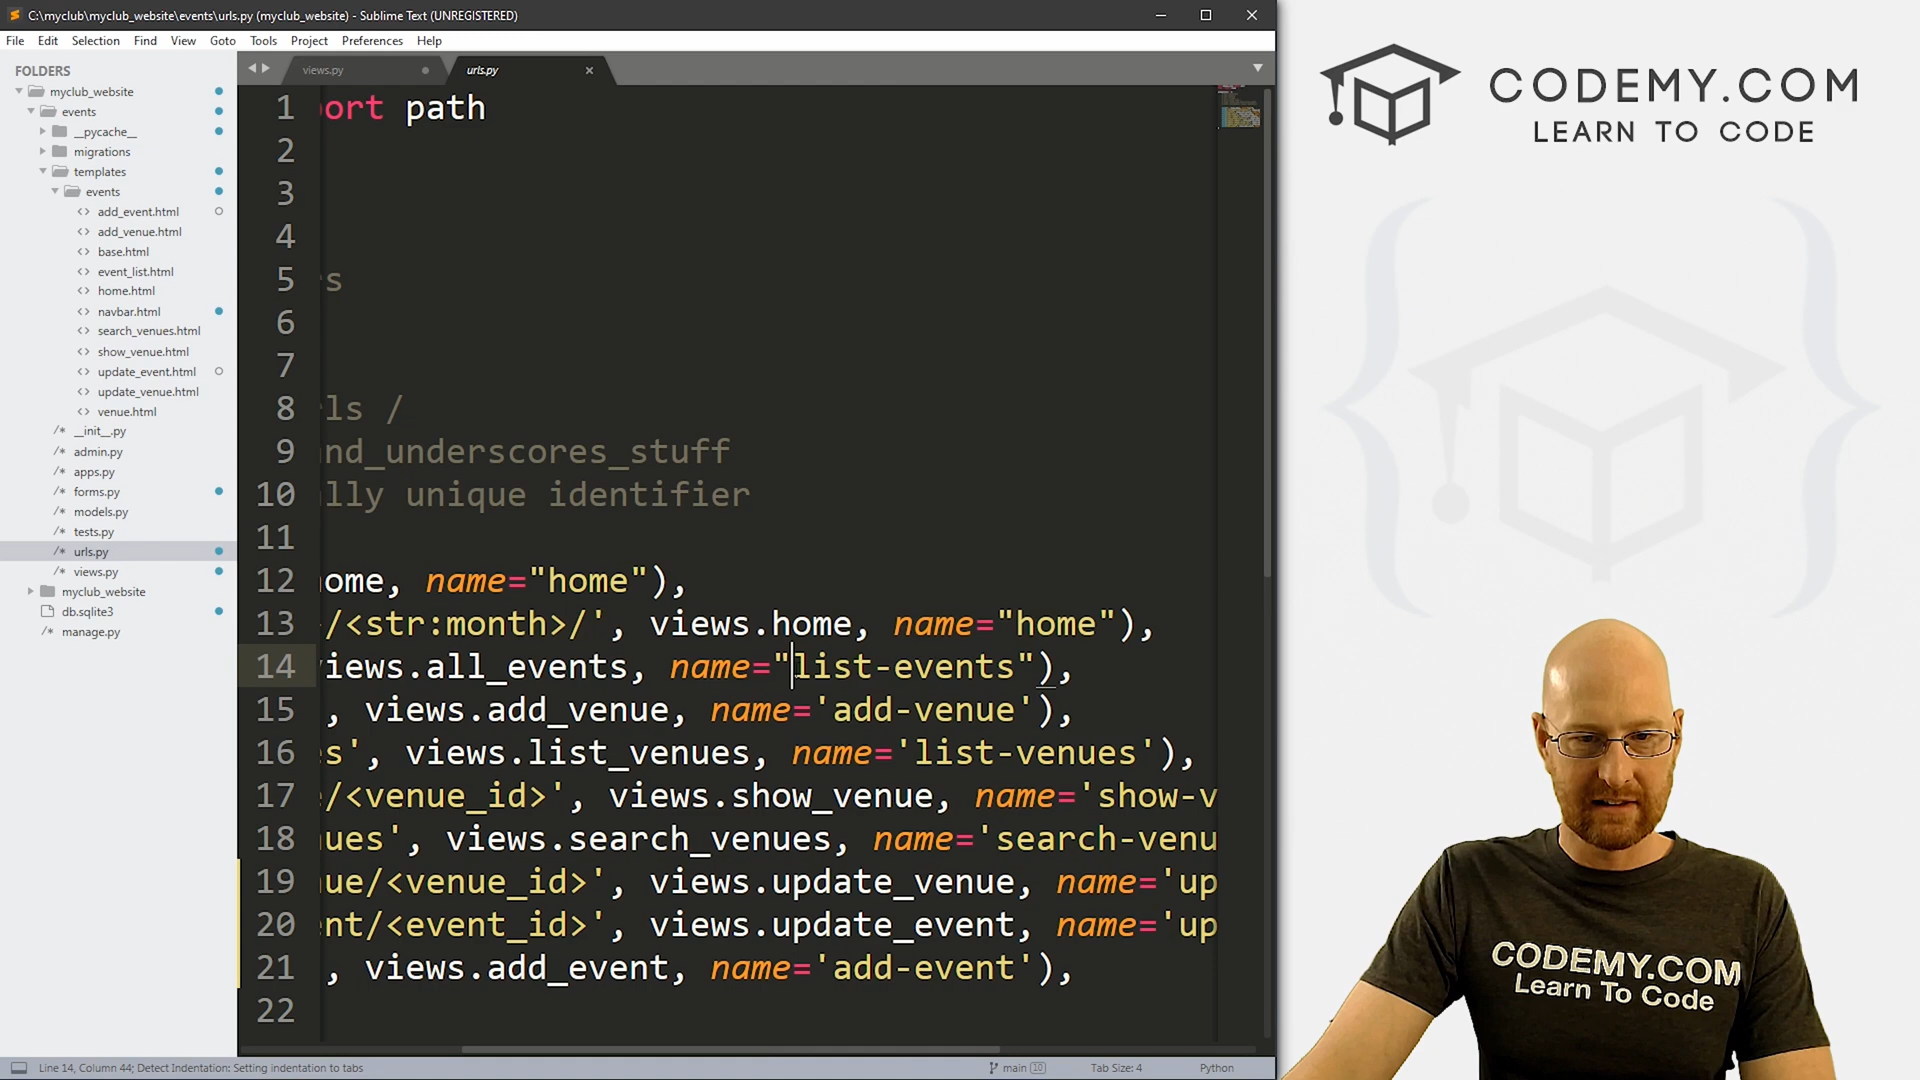 C:\myclub\myclub_website\events\urls.py (myclub_website) - Sublime Text (UNREGISTERED)
File Edit Selection Find View Goto Tools Project Preferences Help
FOLDERS
myclub_website
events
__pycache__
migrations
templates
events
add_event.html
add_venue.html
base.html
event_list.html
home.html
navbar.html
search_venues.html
show_venue.html
update_event.html
update_venue.html
venue.html
__init__.py
admin.py
apps.py
forms.py
models.py
tests.py
urls.py
views.py
myclub_website
db.sqlite3
manage.py
views.py urls.py
1 ort path
2
3
4
5 s
6
7
8 ls /
9 nd_underscores_stuff
10 lly unique identifier
11
12 ome, name="home"),
13 /<str:month>/', views.home, name="home"),
14 views.all_events, name="list-events"),
15 , views.add_venue, name='add-venue'),
16 s', views.list_venues, name='list-venues'),
17 /<venue_id>', views.show_venue, name='show-v
18 ues', views.search_venues, name='search-venu
19 ue/<venue_id>', views.update_venue, name='up
20 nt/<event_id>', views.update_event, name='up
21 , views.add_event, name='add-event'),
22
Line 14, Column 44; Detect Indentation: Setting indentation to tabs
main 10 Tab Size: 4 Python
CODEMY.COM
LEARN TO CODE
CODEMY.COM
Learn To Code